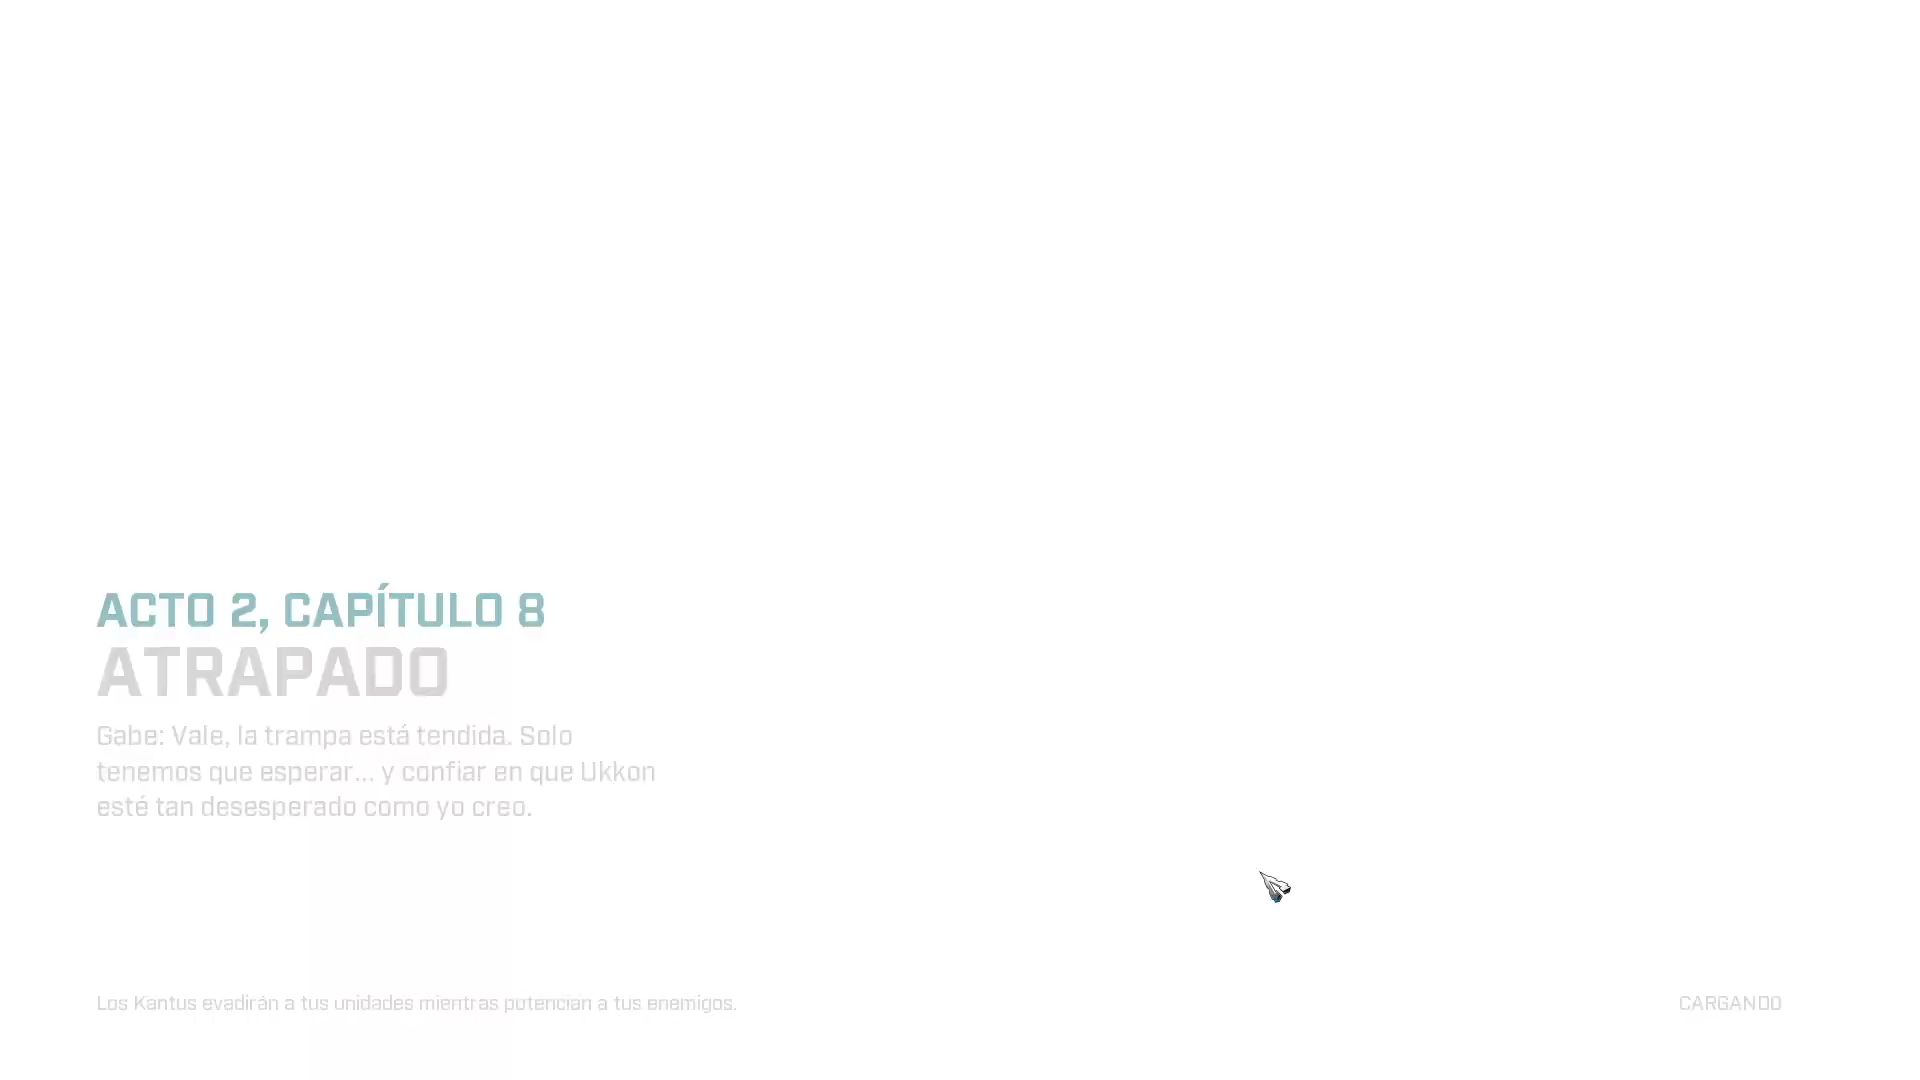 ACTO 2, CAPÍTULO 8
ATRAPADO
Gabe: Vale, la trampa está tendida. Solo
tenemos que esperar... y confiar en que Ukkon
esté tan desesperado como yo creo.
Los Kantus evadirán a tus unidades mientras potencian a tus enemigos.
CARGANDO